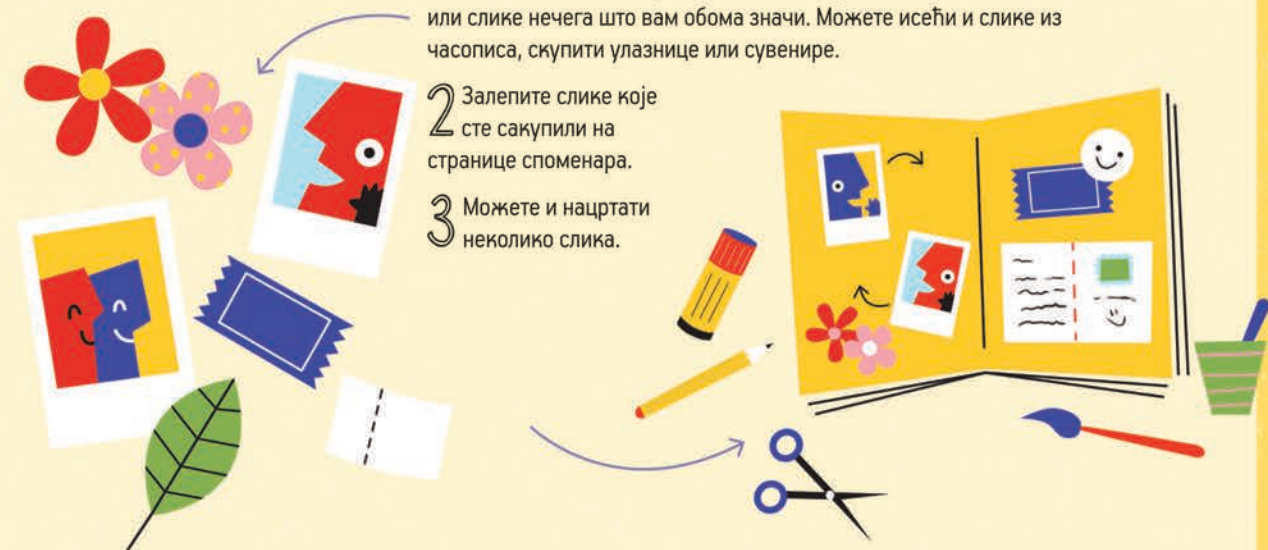 или слике нечега што вам обома значи. Можете исећи и слике из
часописа, скупити улазнице или сувенире.
2 Залепите слике које
сте сакупили на
странице споменара.
3 Можете и нацртати
неколико слика.